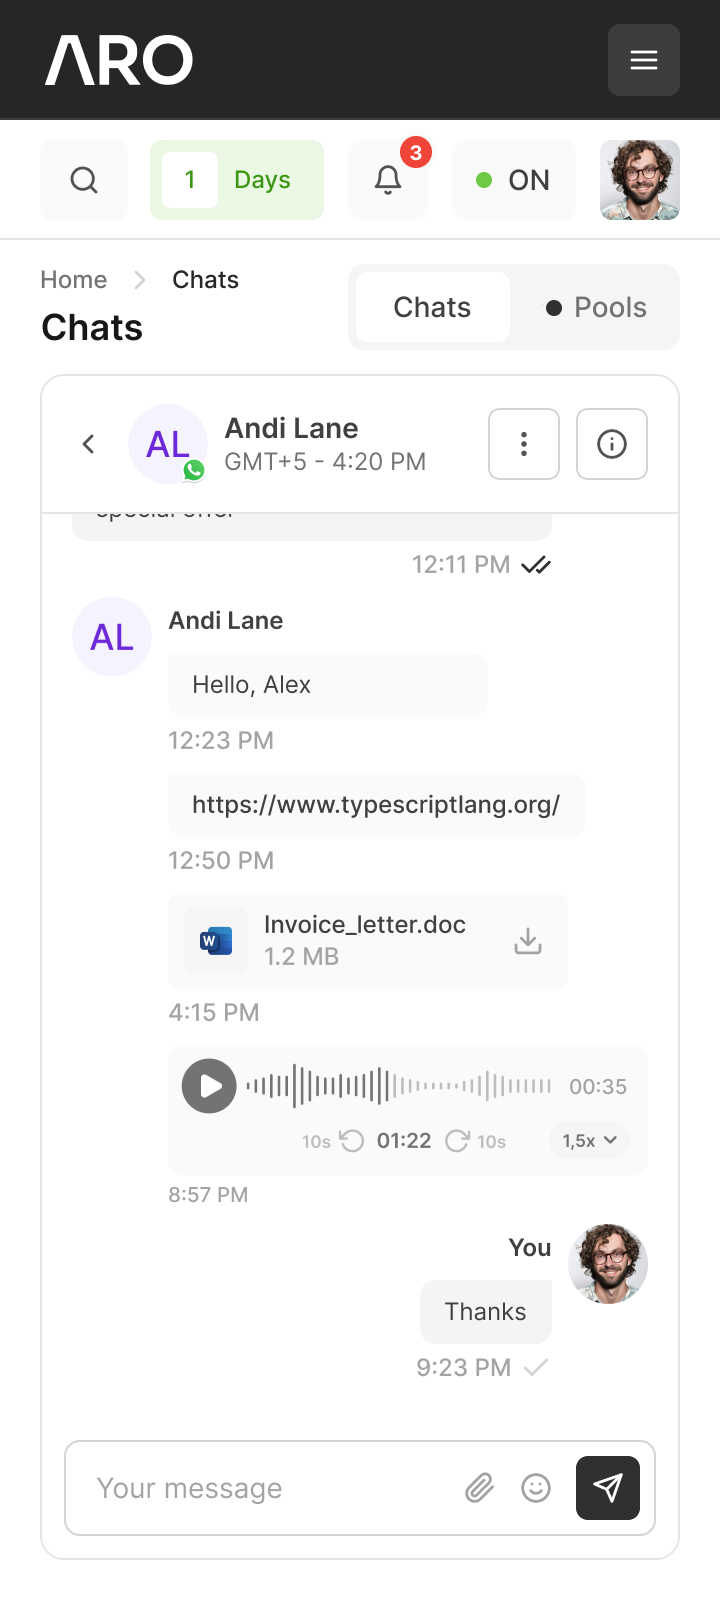 ARO
1 Days
3
ON
Home Chats
Chats
Chats
Pools
AL
Andi Lane
GMT+5 - 4:20 PM
special offer
12:11 PM
AL
Andi Lane
Hello, Alex
12:23 PM
https://www.typescriptlang.org/
12:50 PM
W
Invoice_letter.doc
1.2 MB
4:15 PM
00:35
10s 01:22 10s
1,5x
8:57 PM
You
Thanks
9:23 PM
Your message